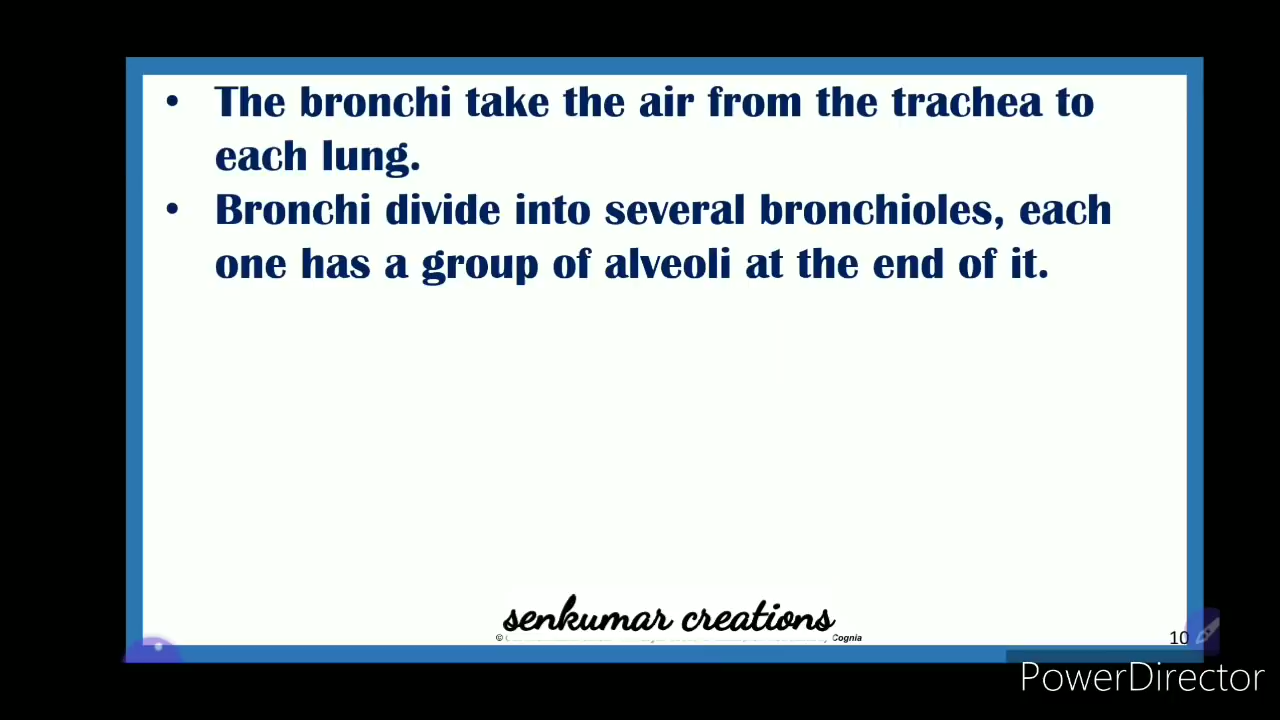 • The bronchi take the air from the trachea to
each lung.
• Bronchi divide into several bronchioles, each
one has a group of alveoli at the end of it.
senkumar creations
© Cognia
10
PowerDirector